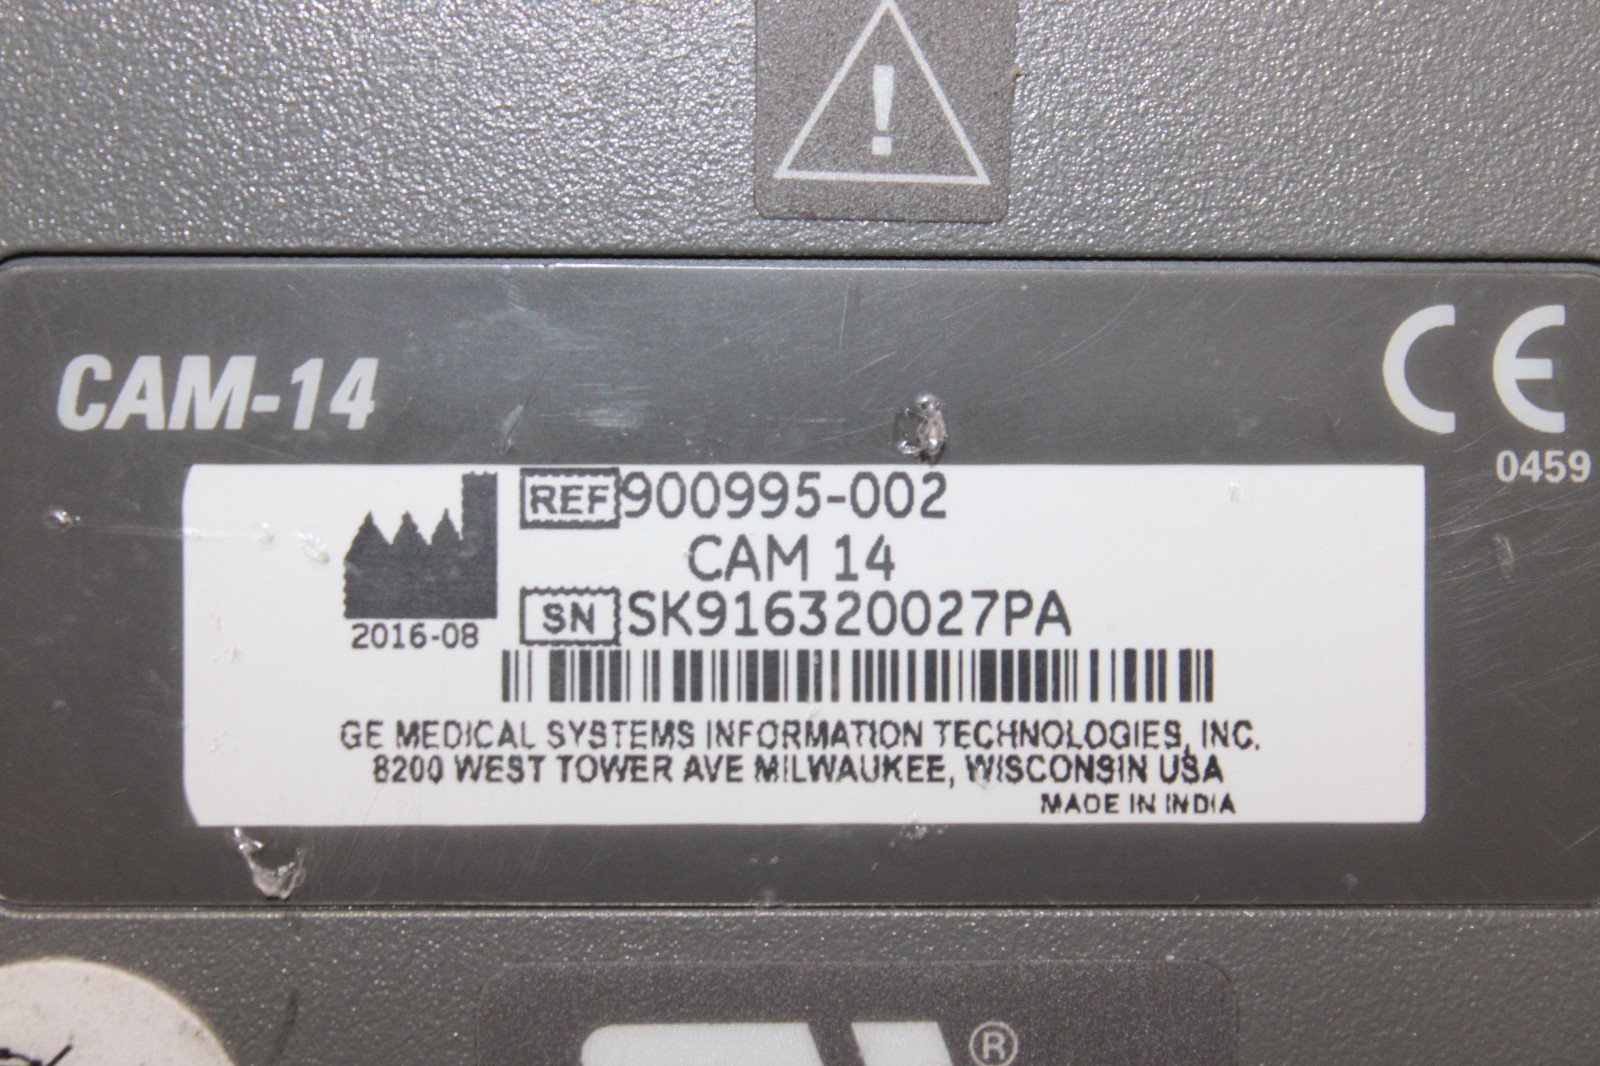 !
CAM-14
CE
0459
REF 900995-002
CAM 14
2016-08
SN SK916320027PA
GE MEDICAL SYSTEMS INFORMATION TECHNOLOGIES, INC.
8200 WEST TOWER AVE MILWAUKEE, WISCONSIN USA
MADE IN INDIA
®